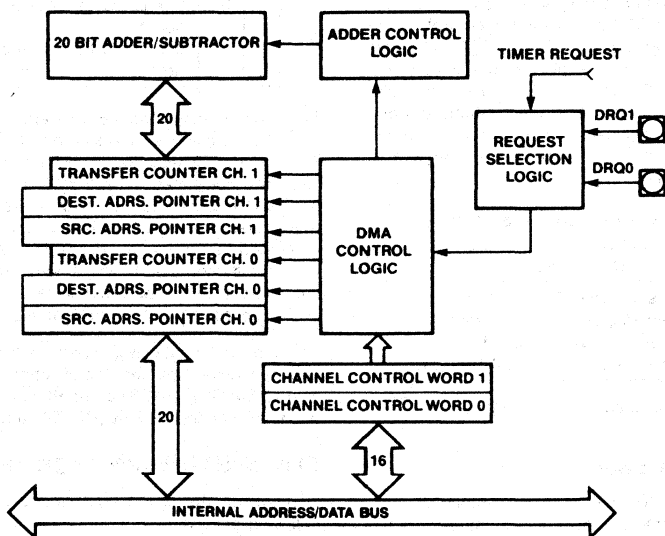 20 BIT ADDER/SUBTRACTOR
ADDER CONTROL
LOGIC
TIMER REQUEST
20
REQUEST
SELECTION
LOGIC
DRQ1
DRQ0
TRANSFER COUNTER CH. 1
DEST. ADRS. POINTER CH. 1
SRC. ADRS. POINTER CH. 1
TRANSFER COUNTER CH. 0
DEST. ADRS. POINTER CH. 0
SRC. ADRS. POINTER CH. 0
DMA
CONTROL
LOGIC
CHANNEL CONTROL WORD 1
CHANNEL CONTROL WORD 0
20
16
INTERNAL ADDRESS/DATA BUS